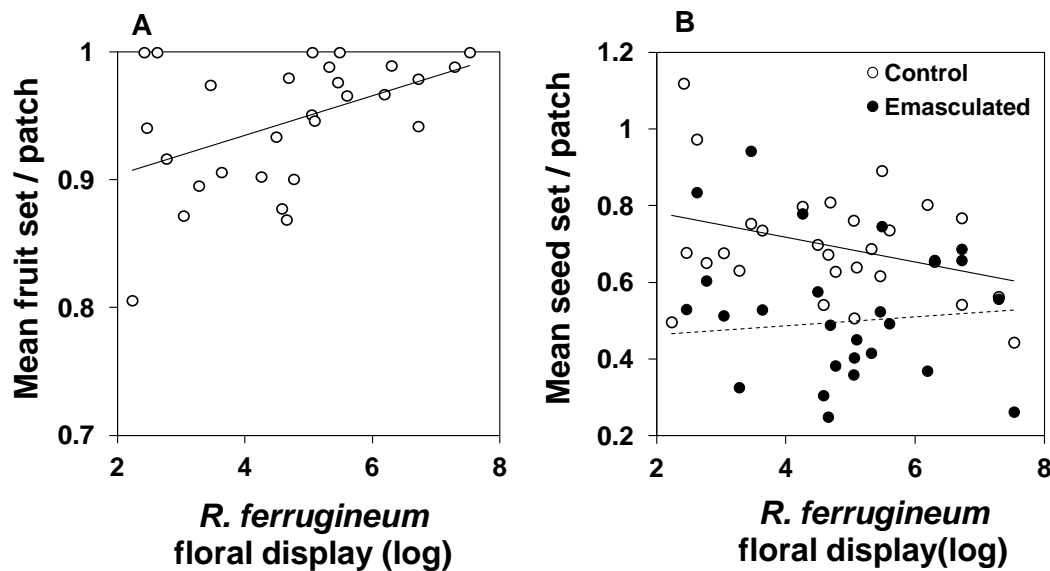 A
Mean fruit set / patch
1
0.9
0.8
0.7
2
4
6
8
R. ferrugineum
floral display (log)
B
Mean seed set / patch
1.2
1
0.8
0.6
0.4
0.2
Control
Emasculated
2
4
6
8
R. ferrugineum
floral display(log)